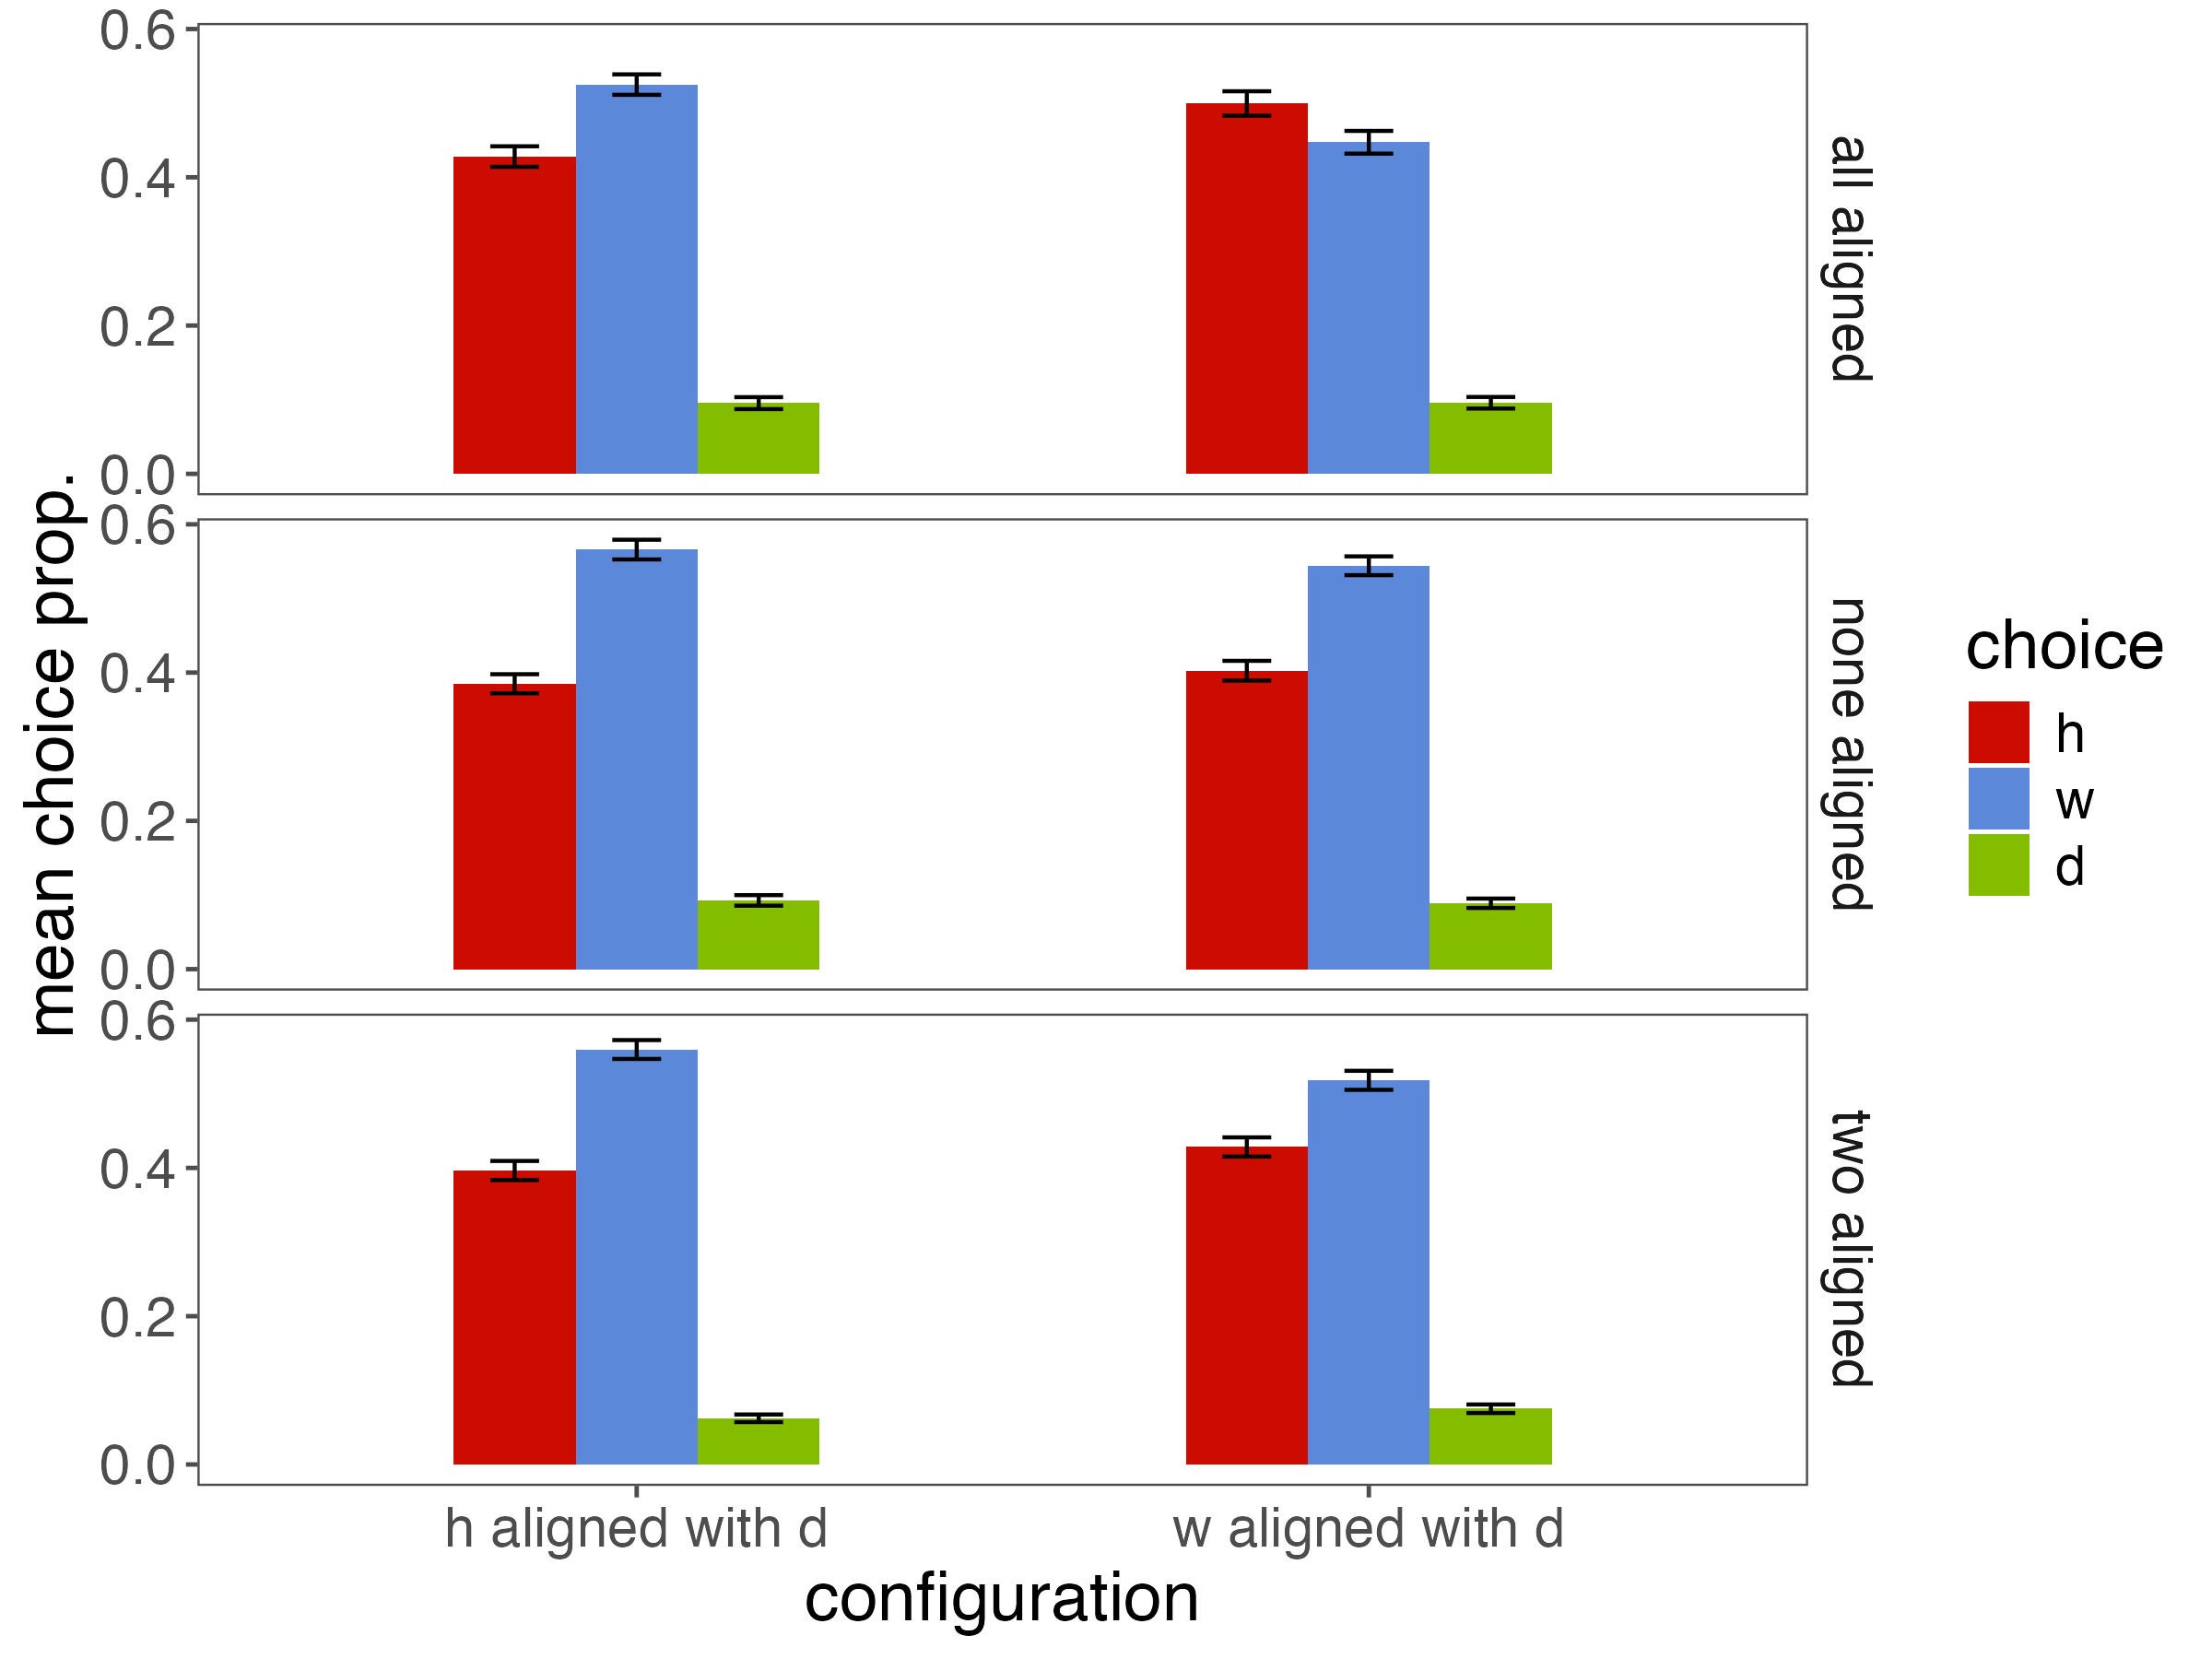 mean choice prop.
0.6
0.4
0.2
0.0
all aligned
0.6
0.4
0.2
0.0
none aligned
0.6
0.4
0.2
0.0
two aligned
h aligned with d
w aligned with d
configuration
choice
h
w
d